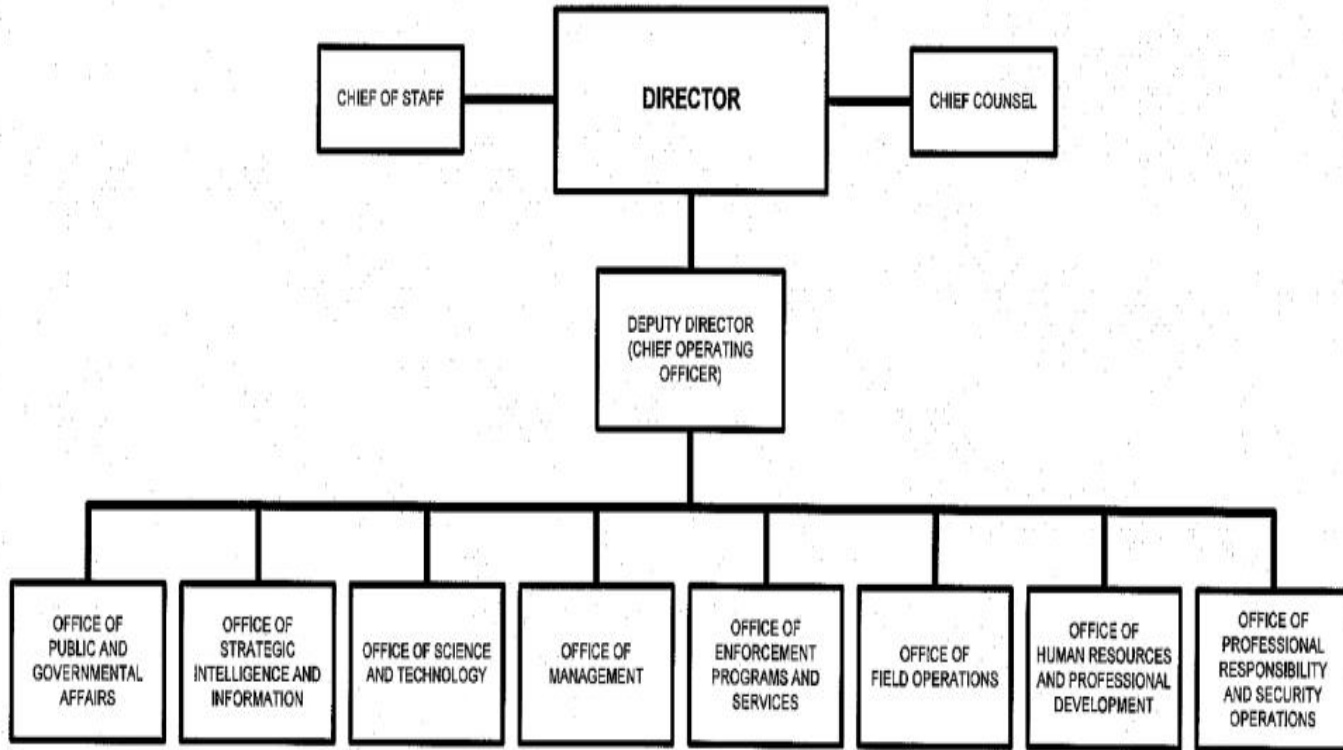 CHIEF OF STAFF
DIRECTOR
CHIEF COUNSEL
DEPUTY DIRECTOR
(CHIEF OPERATING
OFFICER)
OFFICE OF
PUBLIC AND
GOVERNMENTAL
AFFAIRS
OFFICE OF
STRATEGIC
INTELLIGENCE AND
INFORMATION
OFFICE OF SCIENCE
AND TECHNOLOGY
OFFICE OF
MANAGEMENT
OFFICE OF
ENFORCEMENT
PROGRAMS AND
SERVICES
OFFICE OF
FIELD OPERATIONS
OFFICE OF
HUMAN RESOURCES
AND PROFESSIONAL
DEVELOPMENT
OFFICE OF
PROFESSIONAL
RESPONSIBILITY
AND SECURITY
OPERATIONS